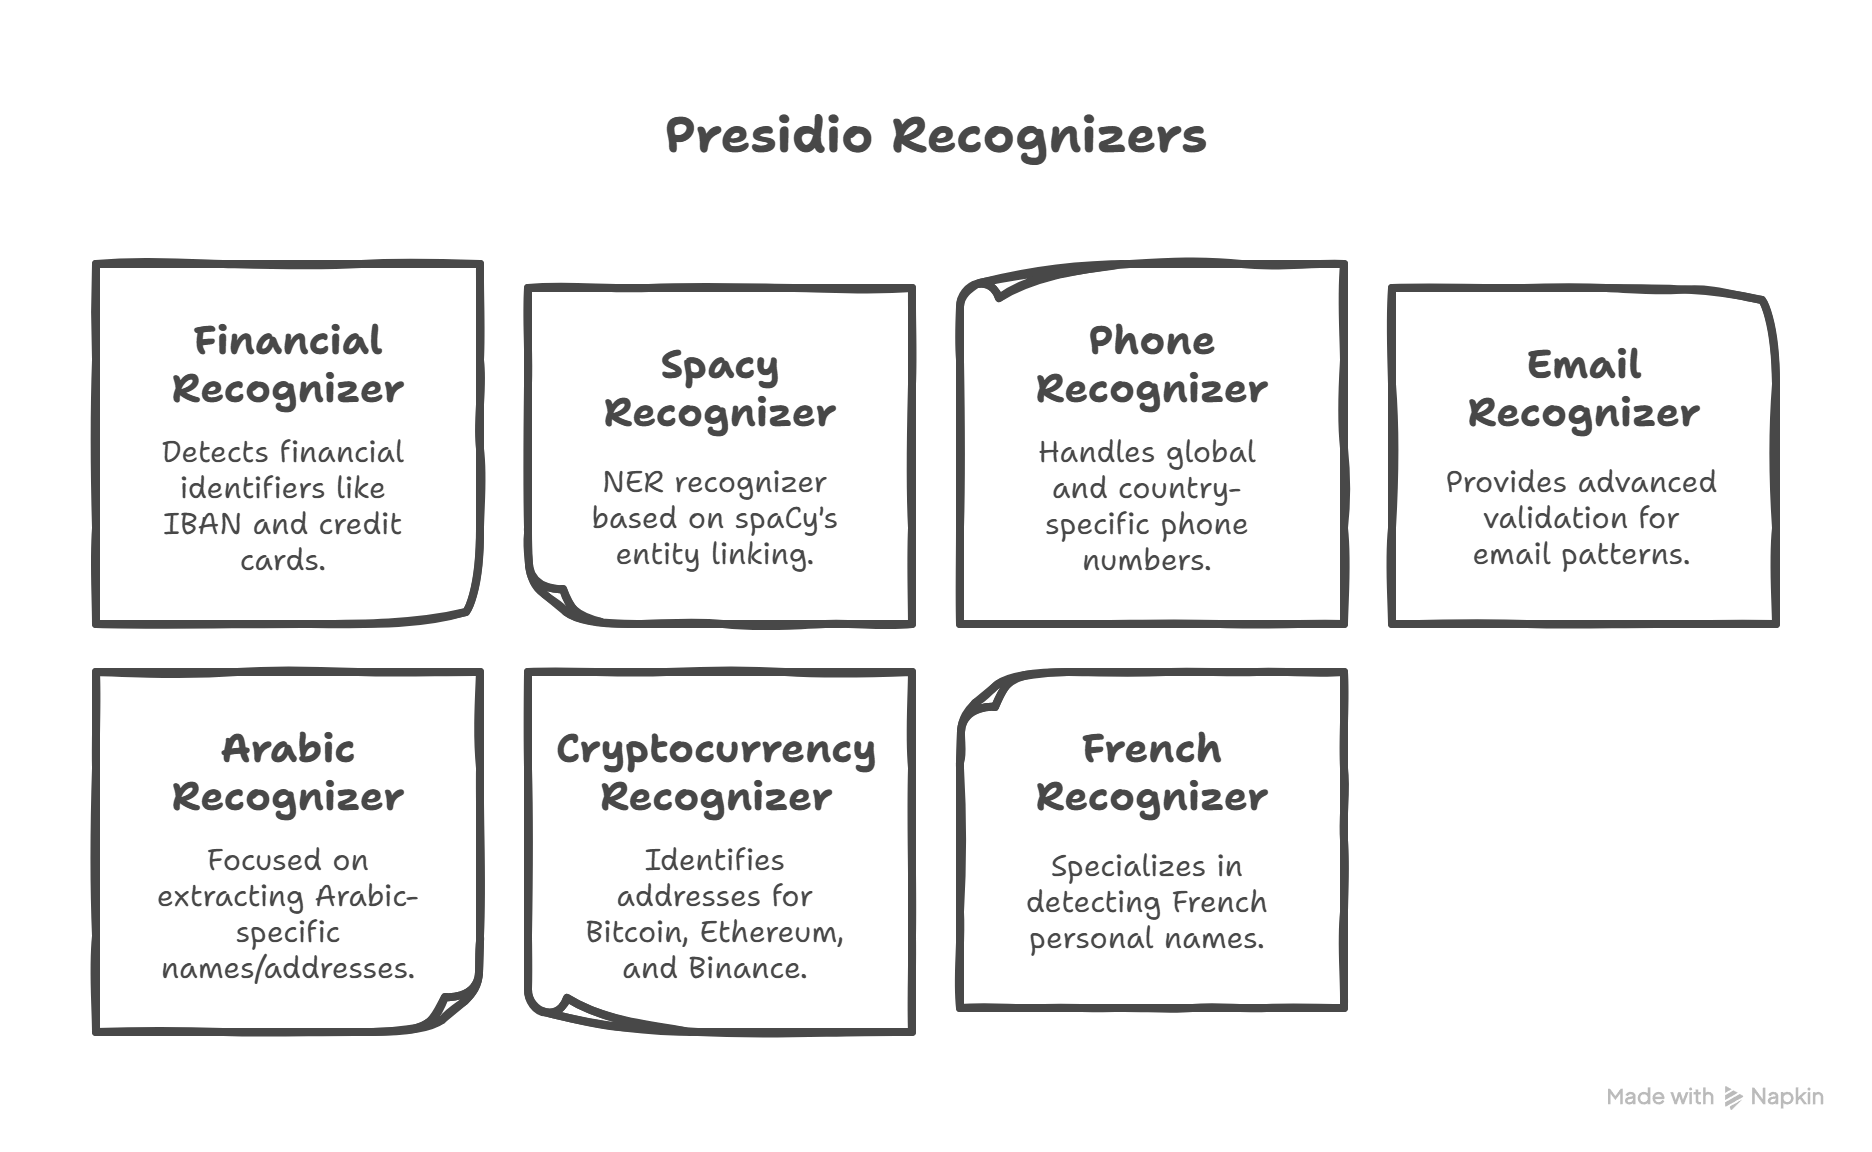 Presidio Recognizers
Financial
Recognizer
Detects financial
identifiers like
IBAN and credit
cards.
Spacy
Recognizer
NER recognizer
based on spaCy's
entity linking.
Phone
Recognizer
Handles global
and country-
specific phone
numbers.
Email
Recognizer
Provides advanced
validation for
email patterns.
Arabic
Recognizer
Focused on
extracting Arabic-
specific
names/addresses.
Cryptocurrency
Recognizer
Identifies
addresses for
Bitcoin, Ethereum,
and Binance.
French
Recognizer
Specializes in
detecting French
personal names.
Made with Napkin